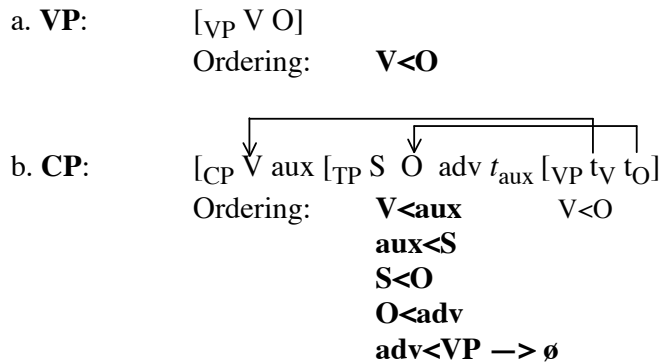 a. VP: [VP V O]
Ordering: V<O
b. CP: [CP V aux [TP S O adv taux [VP tV tO]
Ordering: V<aux V<O
aux<S
S<O
O<adv
adv<VP —> ø